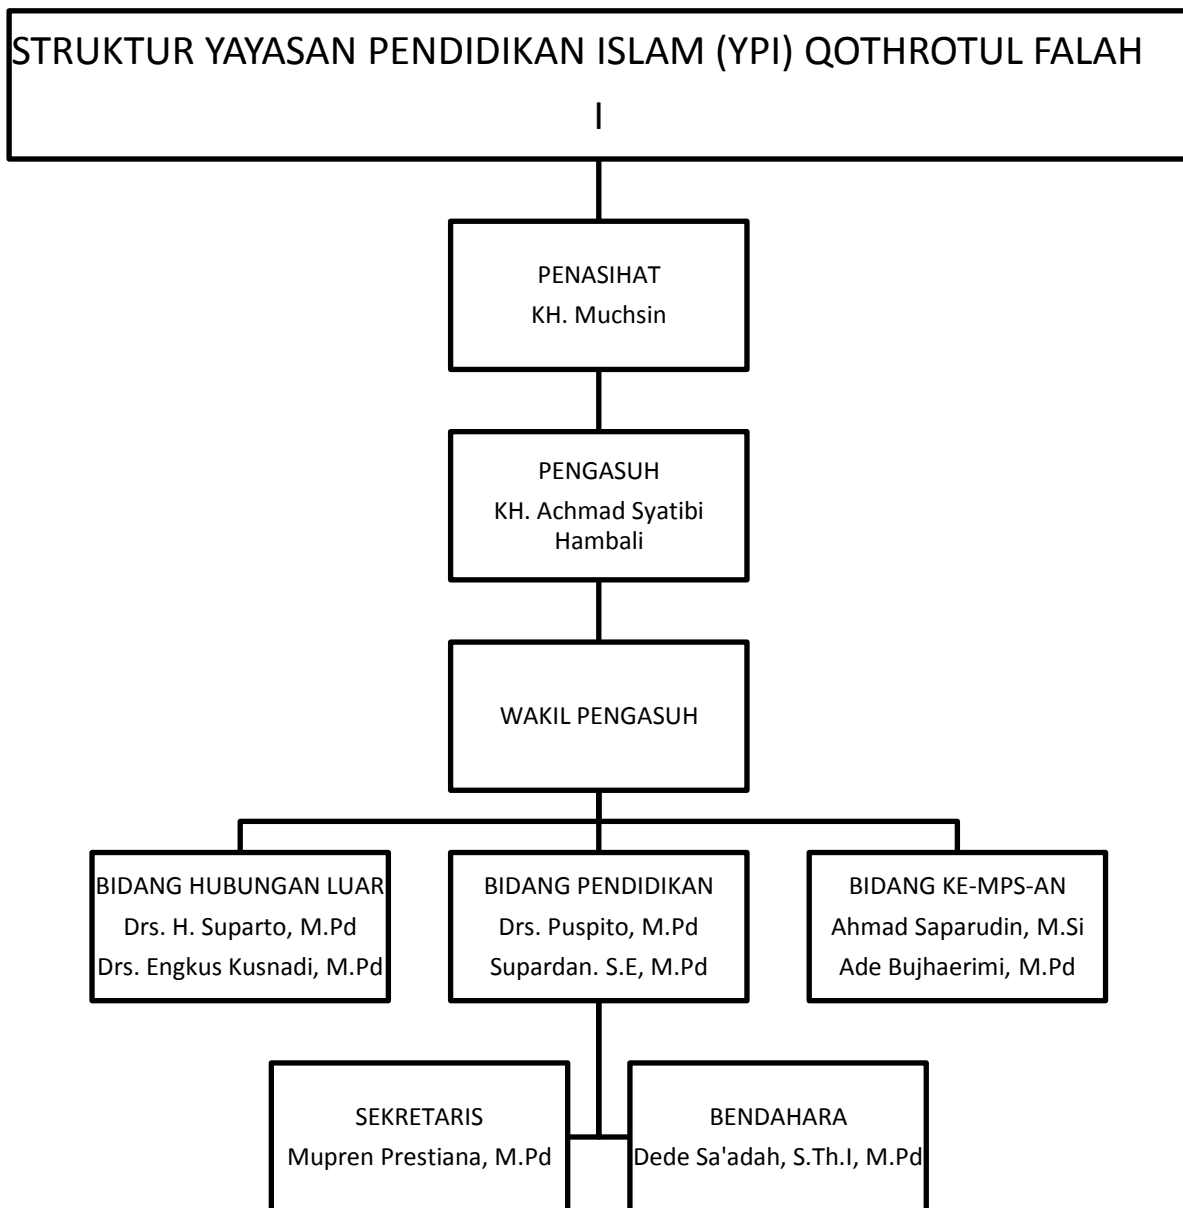 STRUKTUR YAYASAN PENDIDIKAN ISLAM (YPI) QOTHROTUL FALAH
I
PENASIHAT
KH. Muchsin
PENGASUH
KH. Achmad Syatibi
Hambali
WAKIL PENGASUH
BIDANG HUBUNGAN LUAR
Drs. H. Suparto, M.Pd
Drs. Engkus Kusnadi, M.Pd
BIDANG PENDIDIKAN
Drs. Puspito, M.Pd
Supardan. S.E, M.Pd
BIDANG KE-MPS-AN
Ahmad Saparudin, M.Si
Ade Bujhaerimi, M.Pd
SEKRETARIS
Mupren Prestiana, M.Pd
BENDAHARA
Dede Sa'adah, S.Th.I, M.Pd